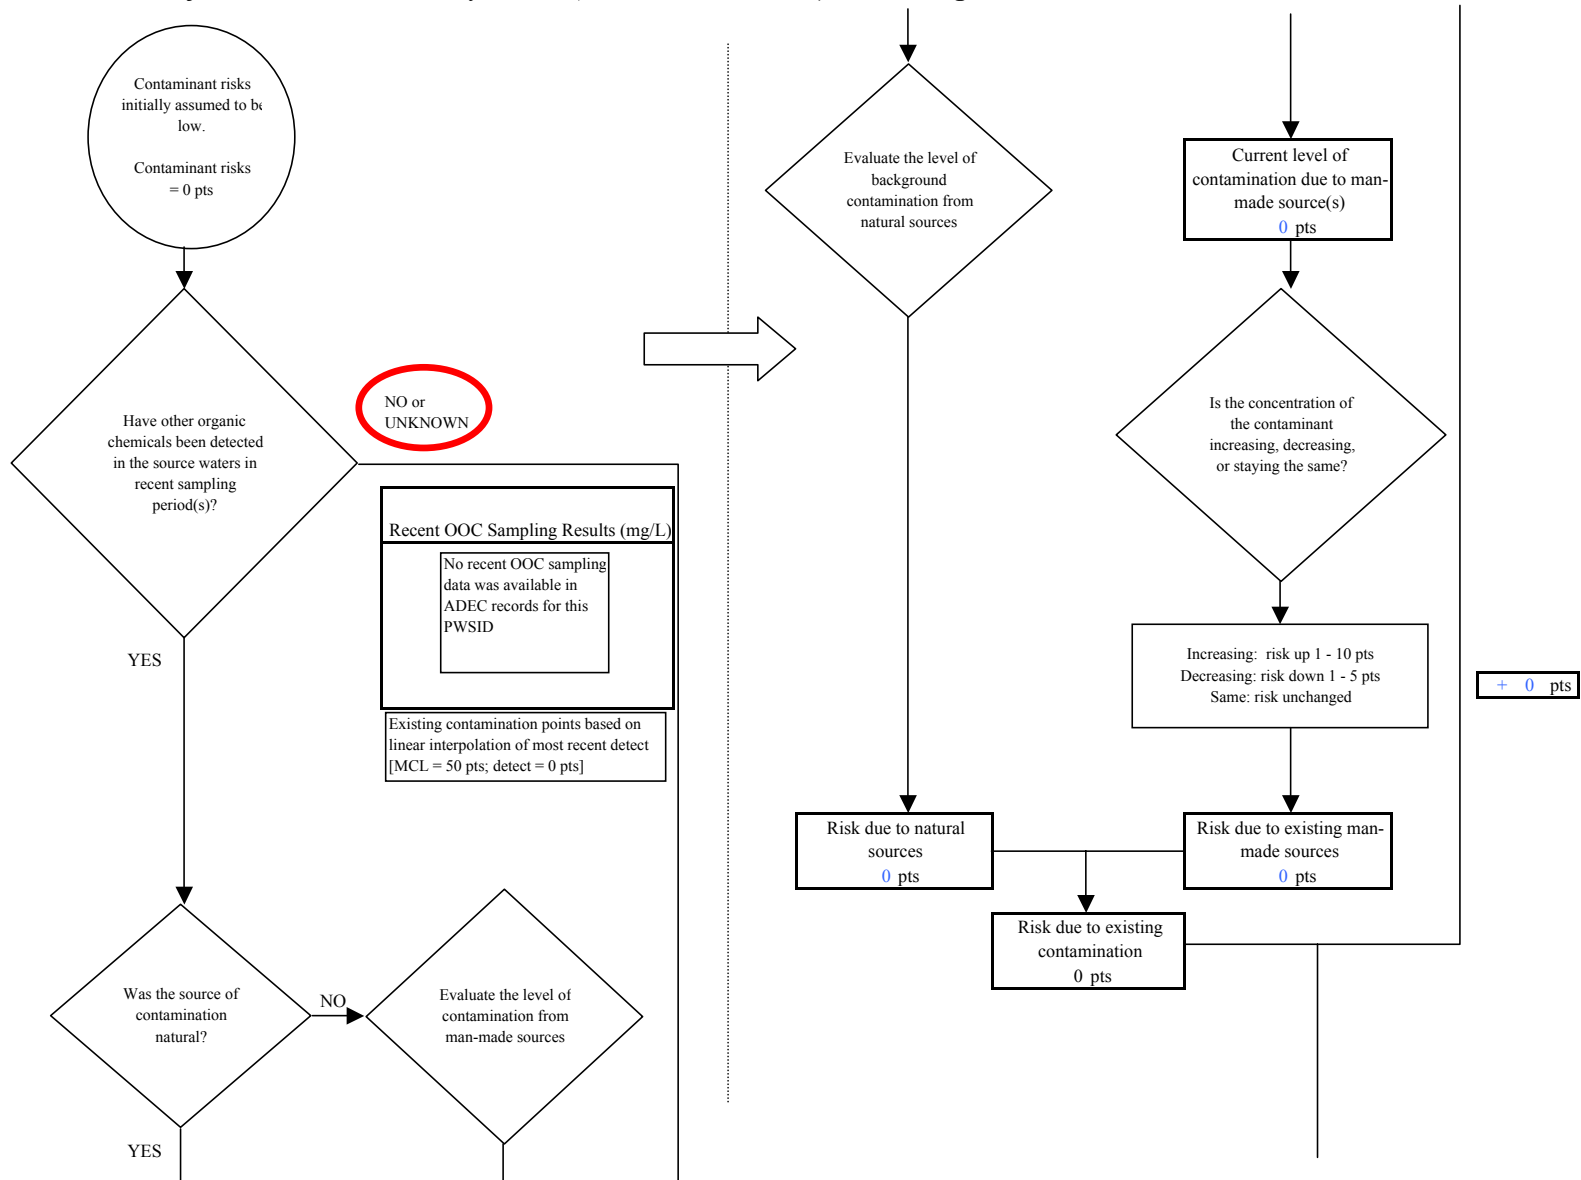 Contaminant risks
initially assumed to be
low.
Contaminant risks
= 0 pts
Have other organic
chemicals been detected
in the source waters in
recent sampling
period(s)?
NO or
UNKNOWN
Recent OOC Sampling Results (mg/L)
No recent OOC sampling
data was available in
ADEC records for this
PWSID
Existing contamination points based on
linear interpolation of most recent detect
[MCL = 50 pts; detect = 0 pts]
YES
Was the source of
contamination
natural?
NO
Evaluate the level of
contamination from
man-made sources
YES
Evaluate the level of
background
contamination from
natural sources
Current level of
contamination due to man-
made source(s)
0 pts
Is the concentration of
the contaminant
increasing, decreasing,
or staying the same?
Increasing: risk up 1 - 10 pts
Decreasing: risk down 1 - 5 pts
Same: risk unchanged
+ 0 pts
Risk due to natural
sources
0 pts
Risk due to existing man-
made sources
0 pts
Risk due to existing
contamination
0 pts